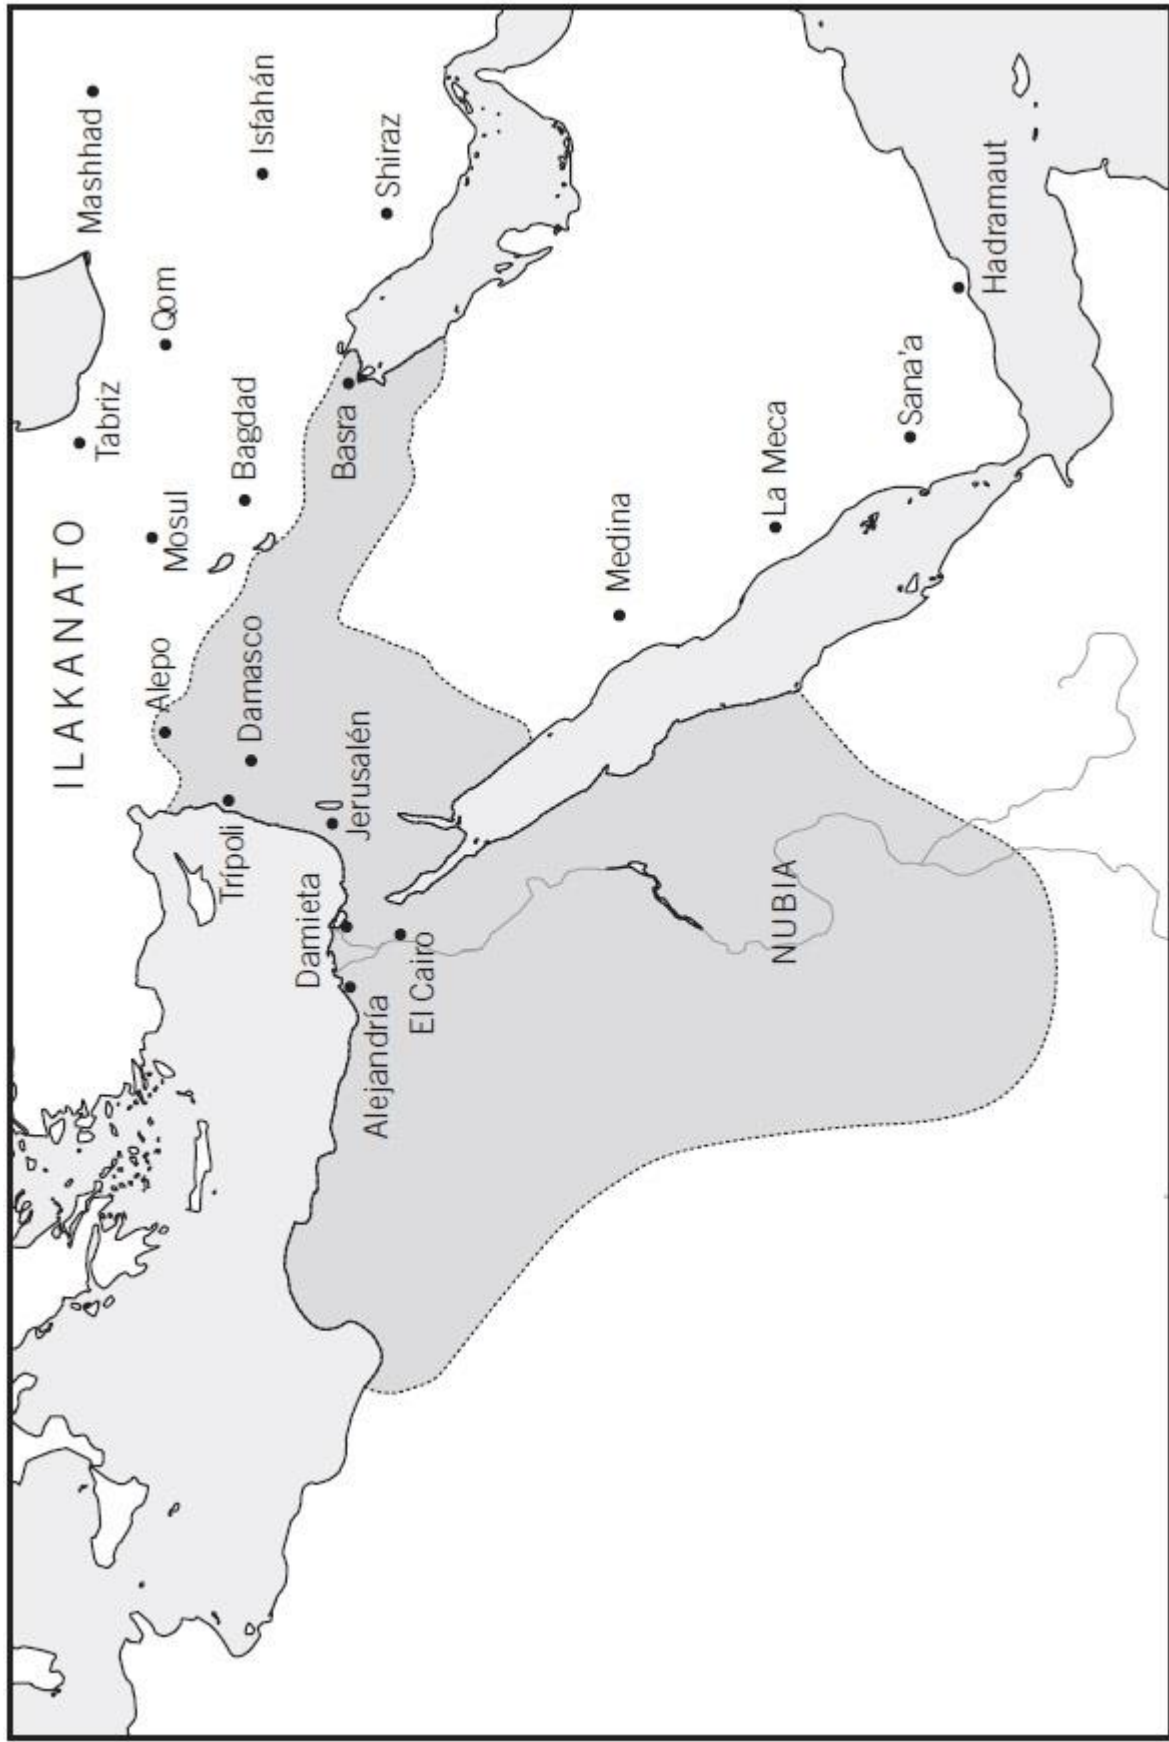 ILAKANATO
Mashhad
Tabriz
Qom
Mosul
Alepo
Isfahán
Bagdad
Damasco
Trípoli
Shiraz
Basra
Jerusalén
Damieta
Alejandría
El Cairo
Medina
La Meca
NUBIA
Sana'a
Hadramaut